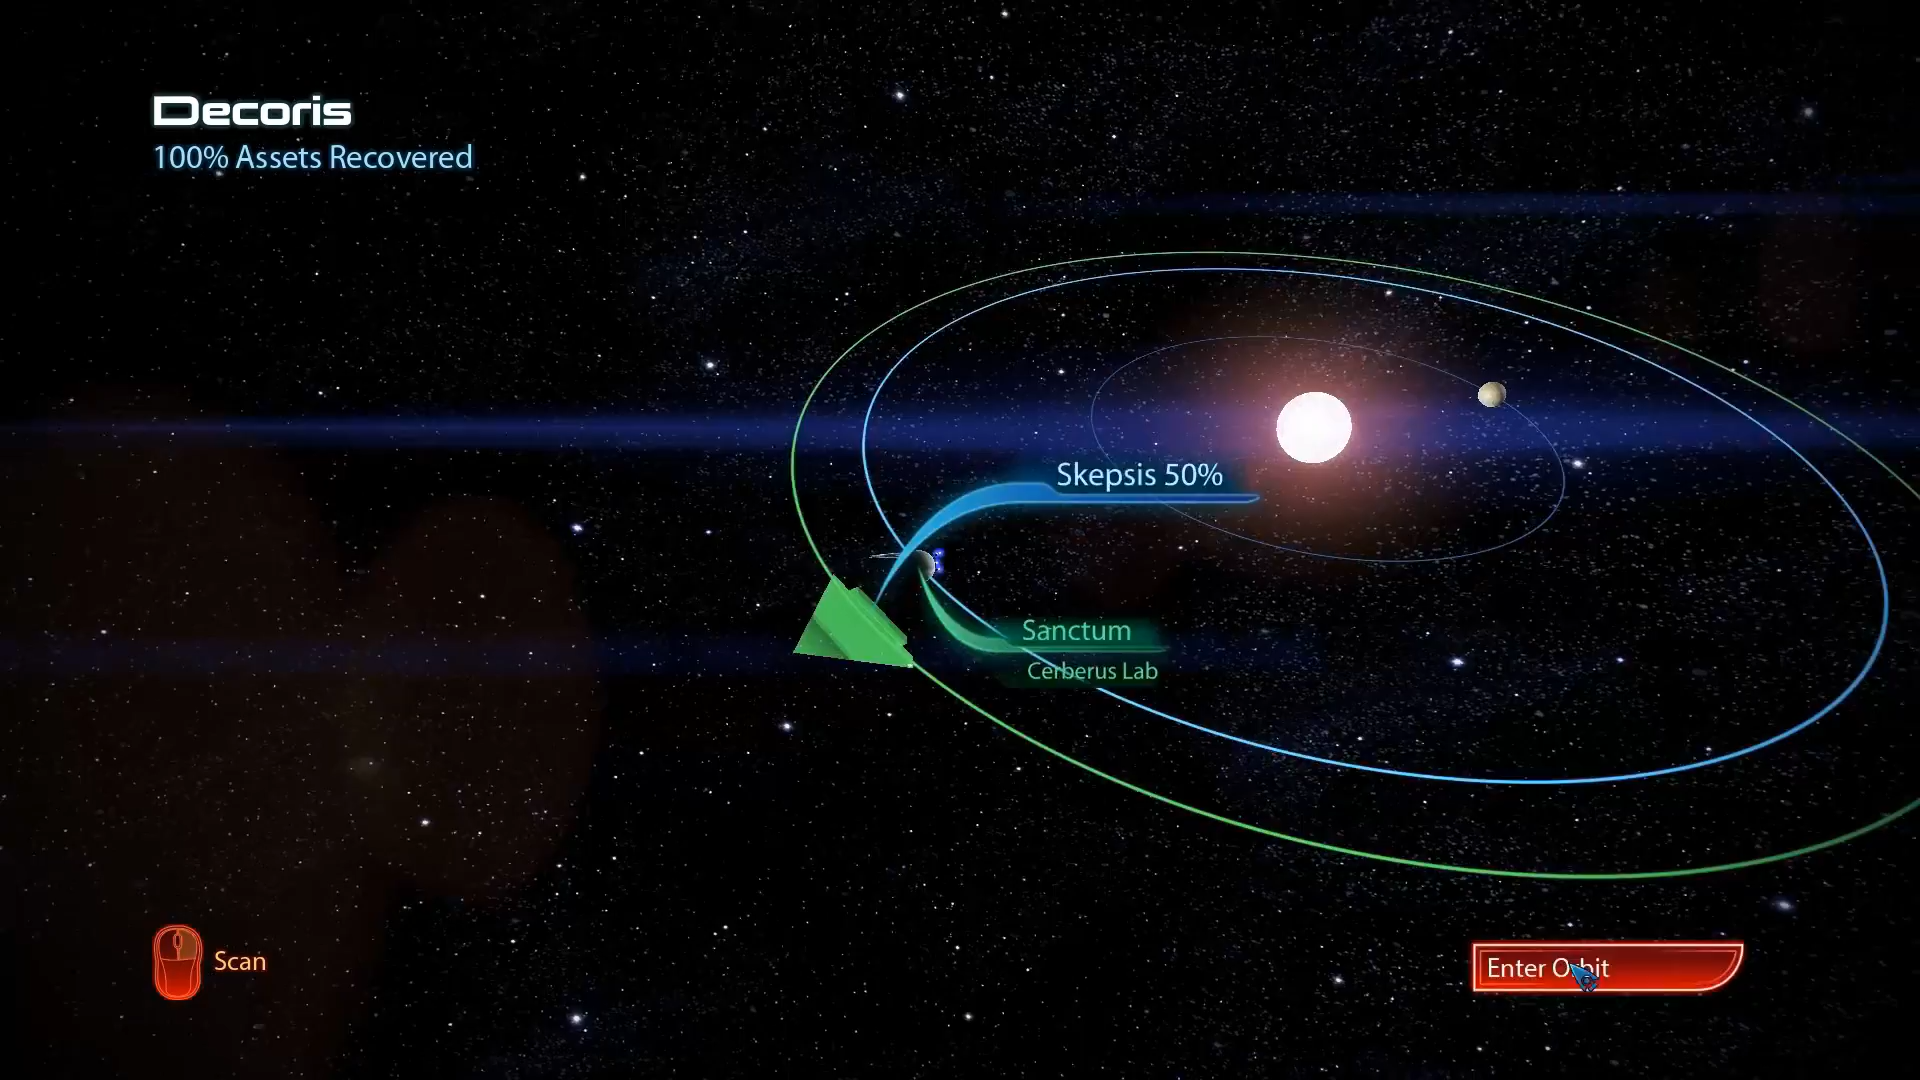 Decoris
100% Assets Recovered
Skepsis 50%
Sanctum
Cerberus Lab
Scan
Enter Orbit